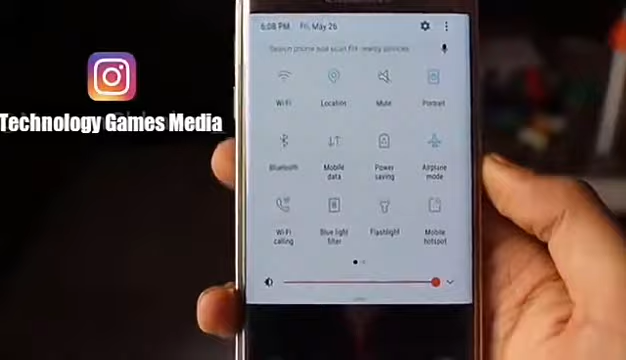 6:08 PM Fri, May 26
Search phone and scan for nearby devices
Technology Games Media
Wi-Fi
Location
Mute
Portrait
Bluetooth
Mobile
data
Power
saving
Airplane
mode
Wi-Fi
calling
Blue light
filter
Flashlight
Mobile
hotspot